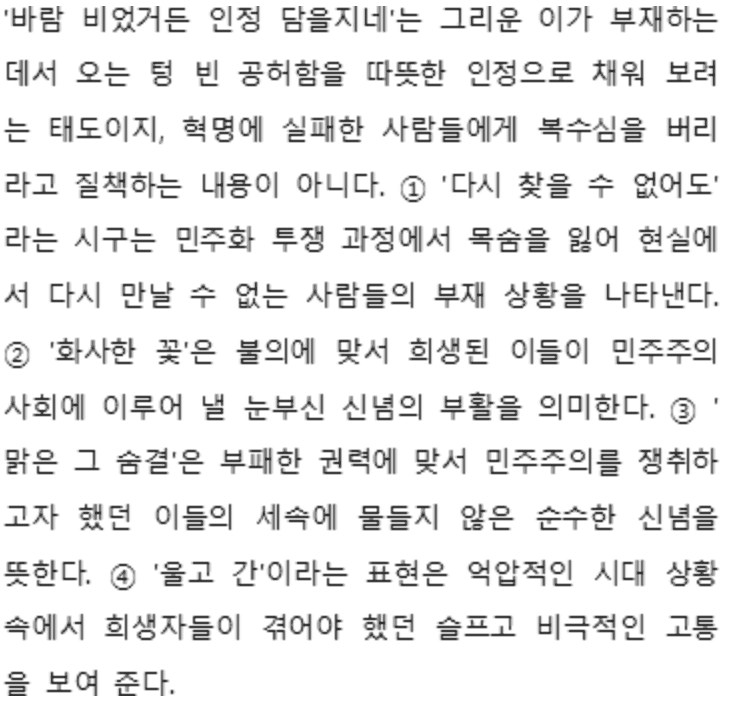 '바람 비었거든 인정 담을지네'는 그리운 이가 부재하는
데서 오는 텅 빈 공허함을 따뜻한 인정으로 채워 보려
는 태도이지, 혁명에 실패한 사람들에게 복수심을 버리
라고 질책하는 내용이 아니다. ① '다시 찾을 수 없어도'
라는 시구는 민주화 투쟁 과정에서 목숨을 잃어 현실에
서 다시 만날 수 없는 사람들의 부재 상황을 나타낸다.
② '화사한 꽃'은 불의에 맞서 희생된 이들이 민주주의
사회에 이루어 낼 눈부신 신념의 부활을 의미한다. ③ '
맑은 그 숨결'은 부패한 권력에 맞서 민주주의를 쟁취하
고자 했던 이들의 세속에 물들지 않은 순수한 신념을
뜻한다. ④ '울고 간'이라는 표현은 억압적인 시대 상황
속에서 희생자들이 겪어야 했던 슬프고 비극적인 고통
을 보여 준다.